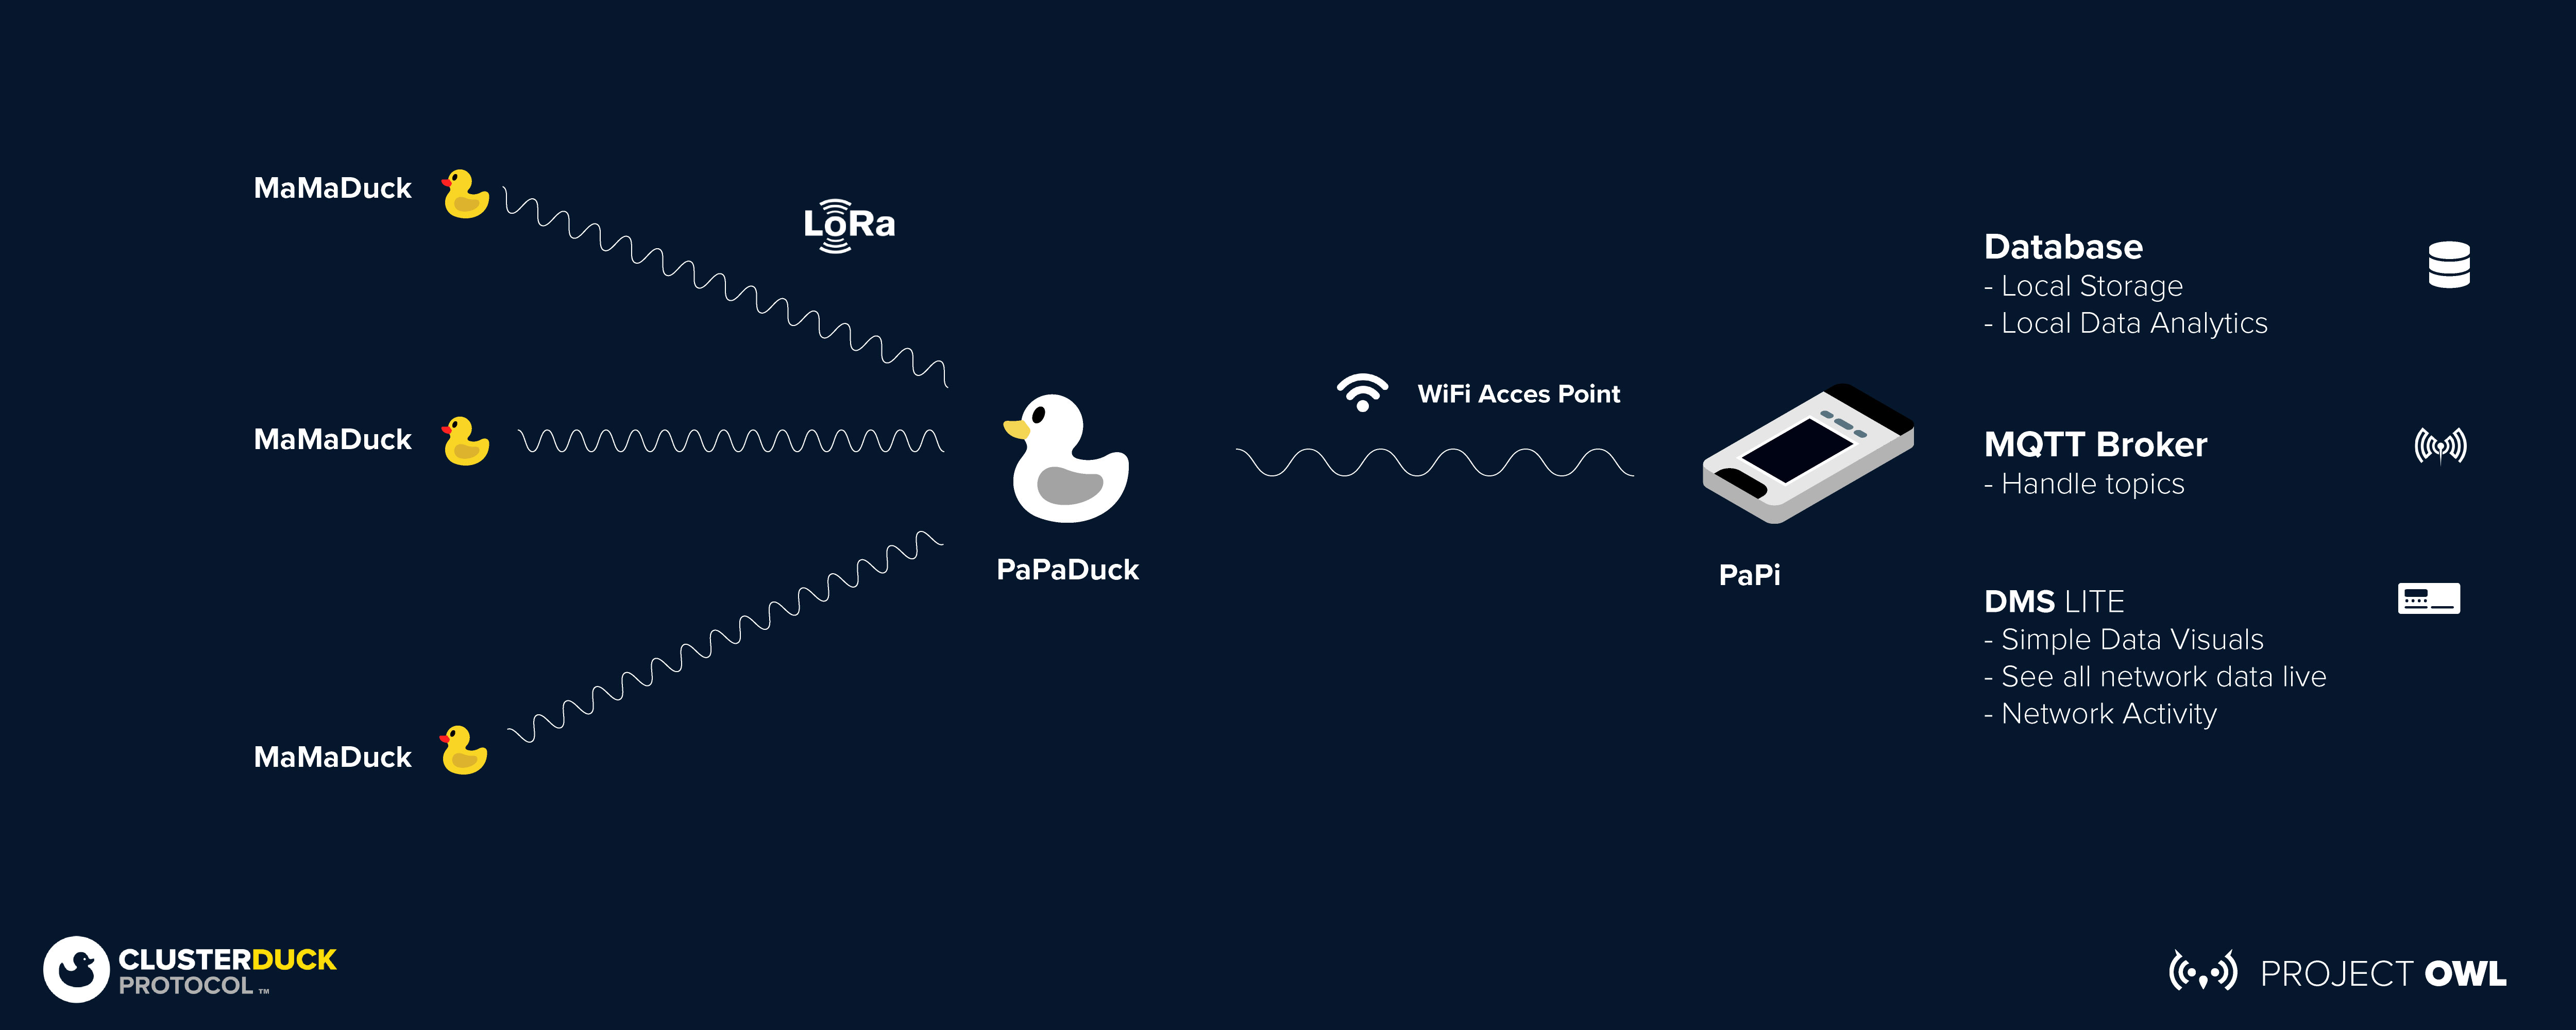 MaMaDuck
LoRa
MaMaDuck
MaMaDuck
PaPaDuck
WiFi Acces Point
PaPi
Database
- Local Storage
- Local Data Analytics
MQTT Broker
- Handle topics
DMS LITE
- Simple Data Visuals
- See all network data live
- Network Activity
CLUSTERDUCK
PROTOCOL ™
PROJECT OWL